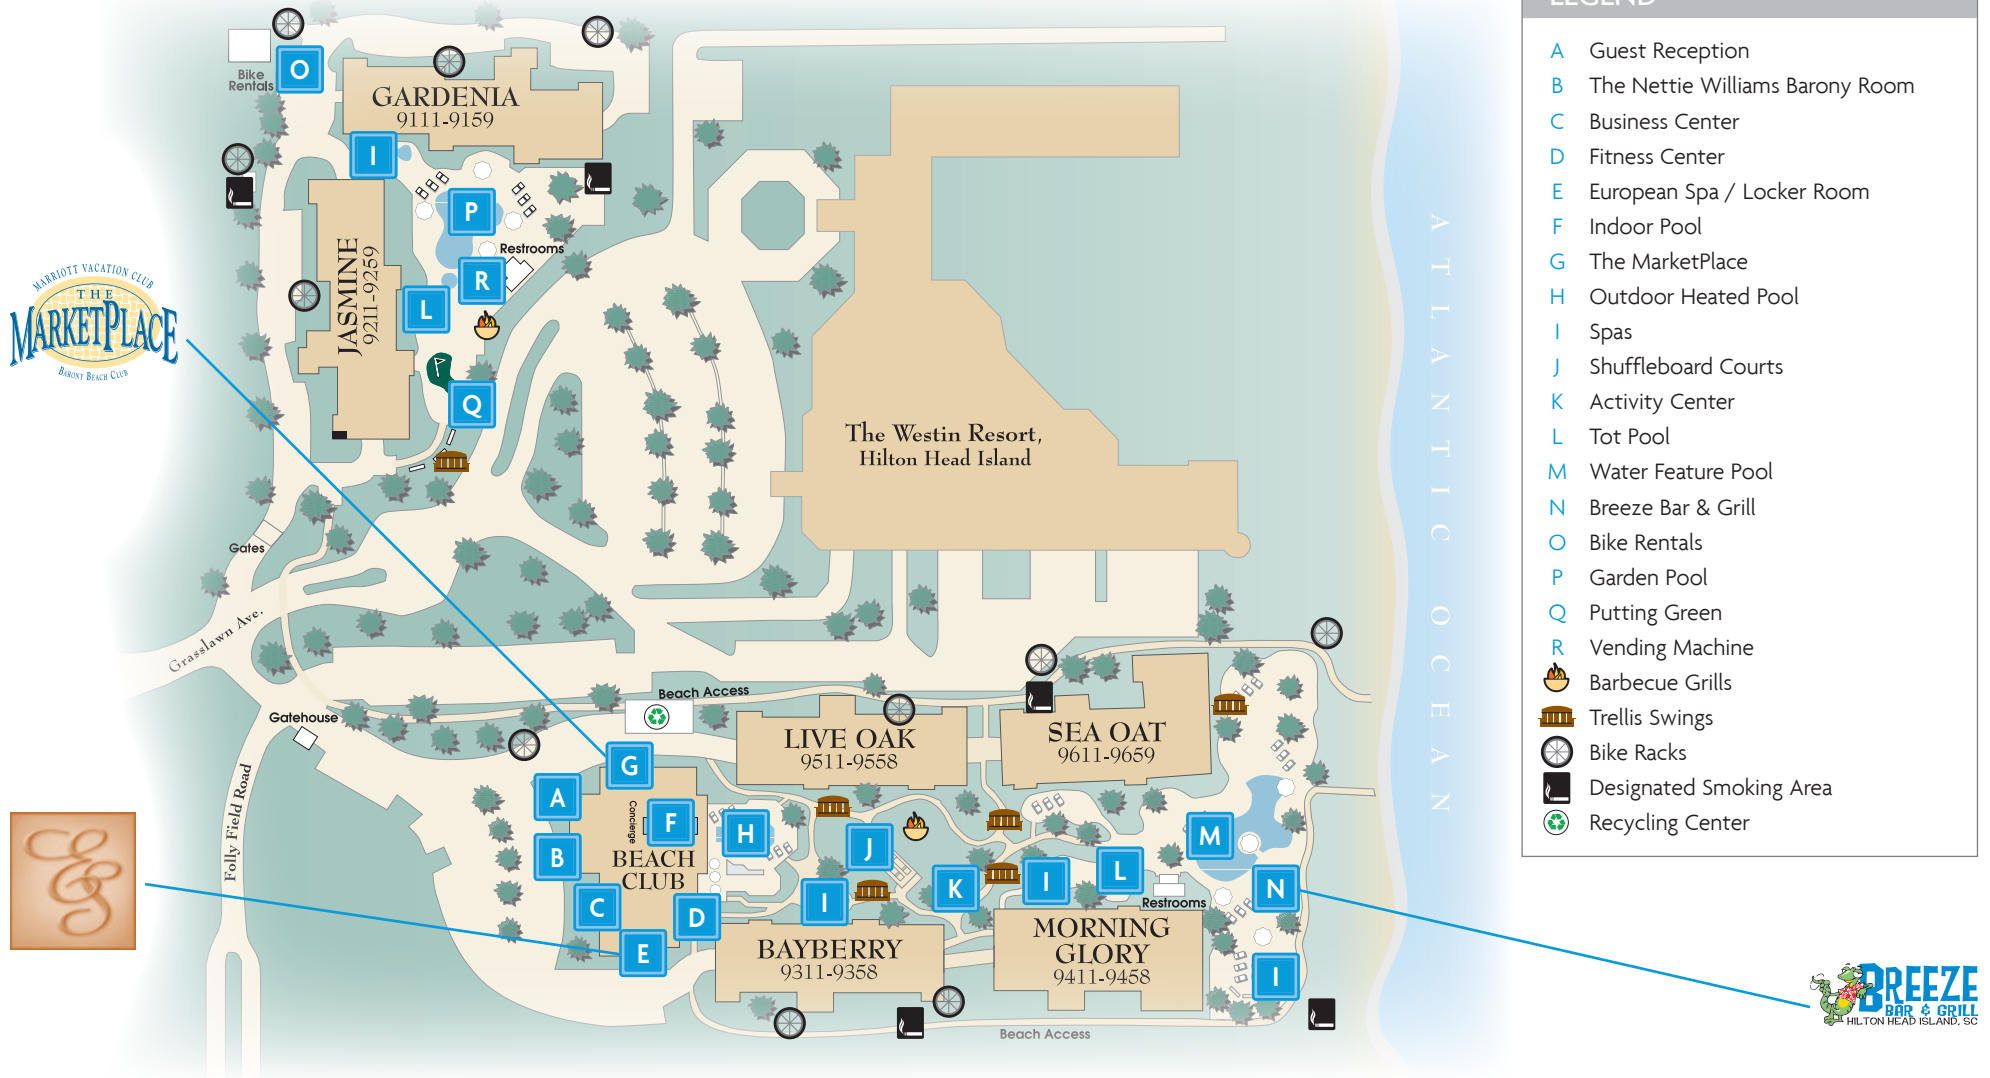 LEGEND
A Guest Reception
B The Nettie Williams Barony Room
C Business Center
D Fitness Center
E European Spa / Locker Room
F Indoor Pool
G The MarketPlace
H Outdoor Heated Pool
I Spas
J Shuffleboard Courts
K Activity Center
L Tot Pool
M Water Feature Pool
N Breeze Bar & Grill
O Bike Rentals
P Garden Pool
Q Putting Green
R Vending Machine
Barbecue Grills
Trellis Swings
Bike Racks
Designated Smoking Area
Recycling Center
O
Bike
Rentals
GARDENIA
9111-9159
I
P
Restrooms
R
L
JASMINE
9211-9259
Q
MARRIOTT VACATION CLUB
THE
MARKETPLACE
BARONY BEACH CLUB
The Westin Resort,
Hilton Head Island
ATLANTIC OCEAN
Gates
Grasslawn Ave.
Gatehouse
Folly Field Road
Beach Access
LIVE OAK
9511-9558
SEA OAT
9611-9659
G
A
F
Concierge
B
BEACH
CLUB
C
D
E
H
J
I
K
I
L
M
N
Restrooms
BAYBERRY
9311-9358
MORNING
GLORY
9411-9458
I
Beach Access
BREEZE
BAR & GRILL
HILTON HEAD ISLAND, SC